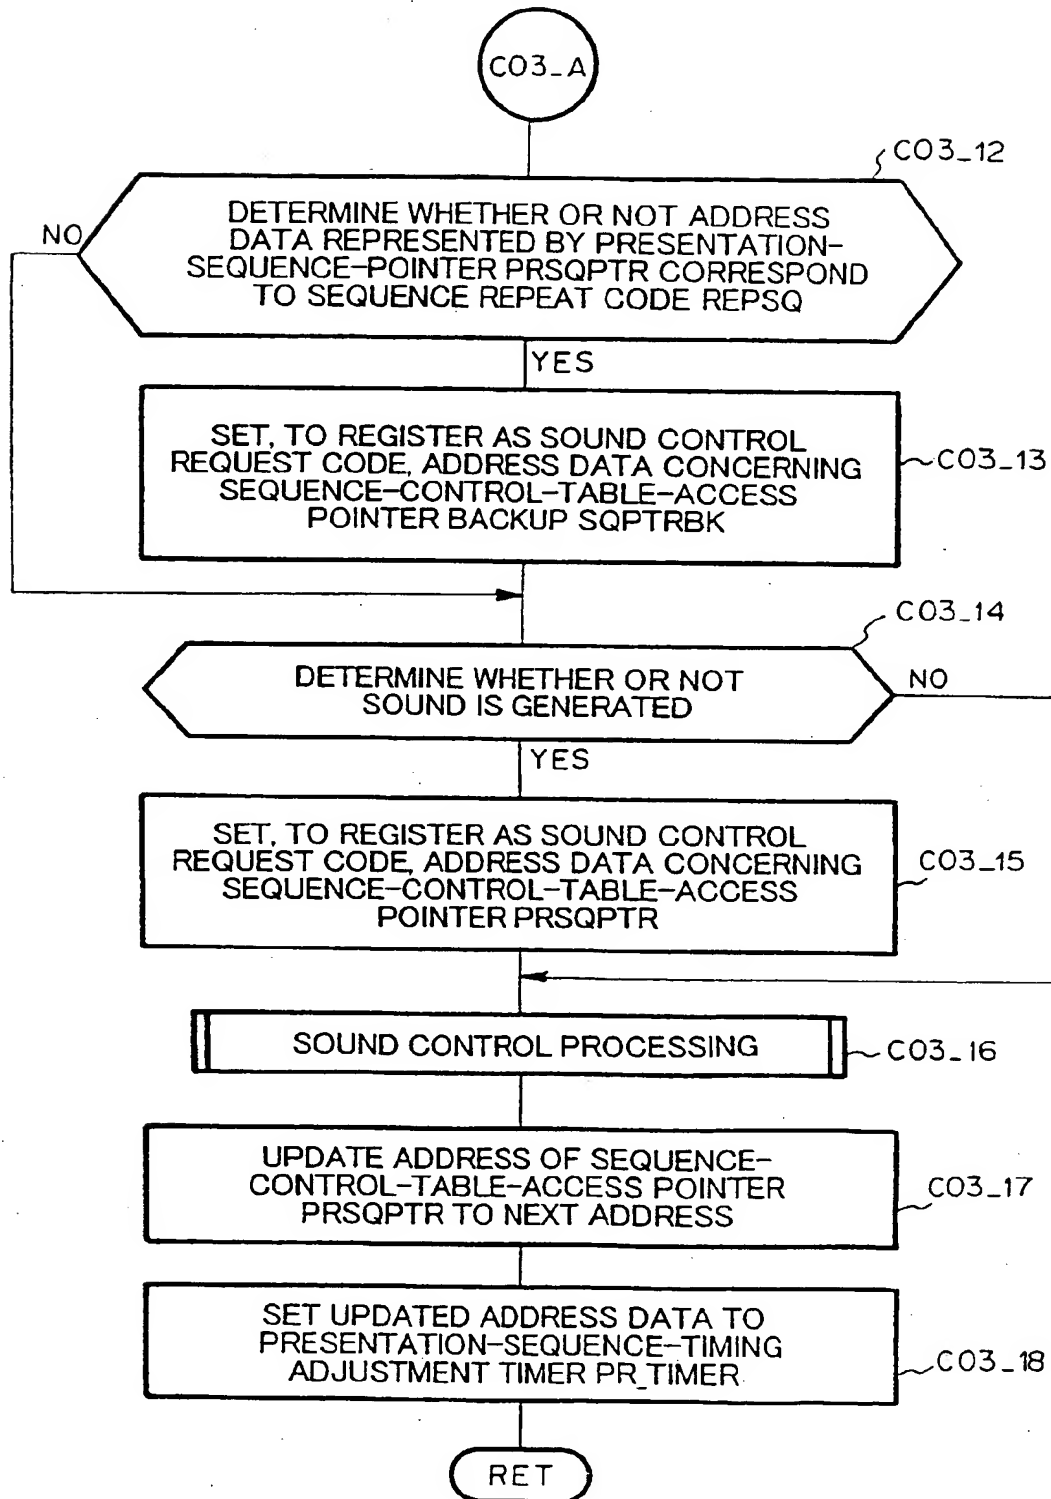 C03_A
C03_12
NO
DETERMINE WHETHER OR NOT ADDRESS
DATA REPRESENTED BY PRESENTATION-
SEQUENCE-POINTER PRSQPTR CORRESPOND
TO SEQUENCE REPEAT CODE REPSQ
YES
SET, TO REGISTER AS SOUND CONTROL
REQUEST CODE, ADDRESS DATA CONCERNING
SEQUENCE-CONTROL-TABLE-ACCESS
POINTER BACKUP SQPTRBK
C03_13
C03_14
DETERMINE WHETHER OR NOT
SOUND IS GENERATED
NO
YES
SET, TO REGISTER AS SOUND CONTROL
REQUEST CODE, ADDRESS DATA CONCERNING
SEQUENCE-CONTROL-TABLE-ACCESS
POINTER PRSQPTR
C03_15
SOUND CONTROL PROCESSING
C03_16
UPDATE ADDRESS OF SEQUENCE-
CONTROL-TABLE-ACCESS POINTER
PRSQPTR TO NEXT ADDRESS
C03_17
SET UPDATED ADDRESS DATA TO
PRESENTATION-SEQUENCE-TIMING
ADJUSTMENT TIMER PR_TIMER
C03_18
RET